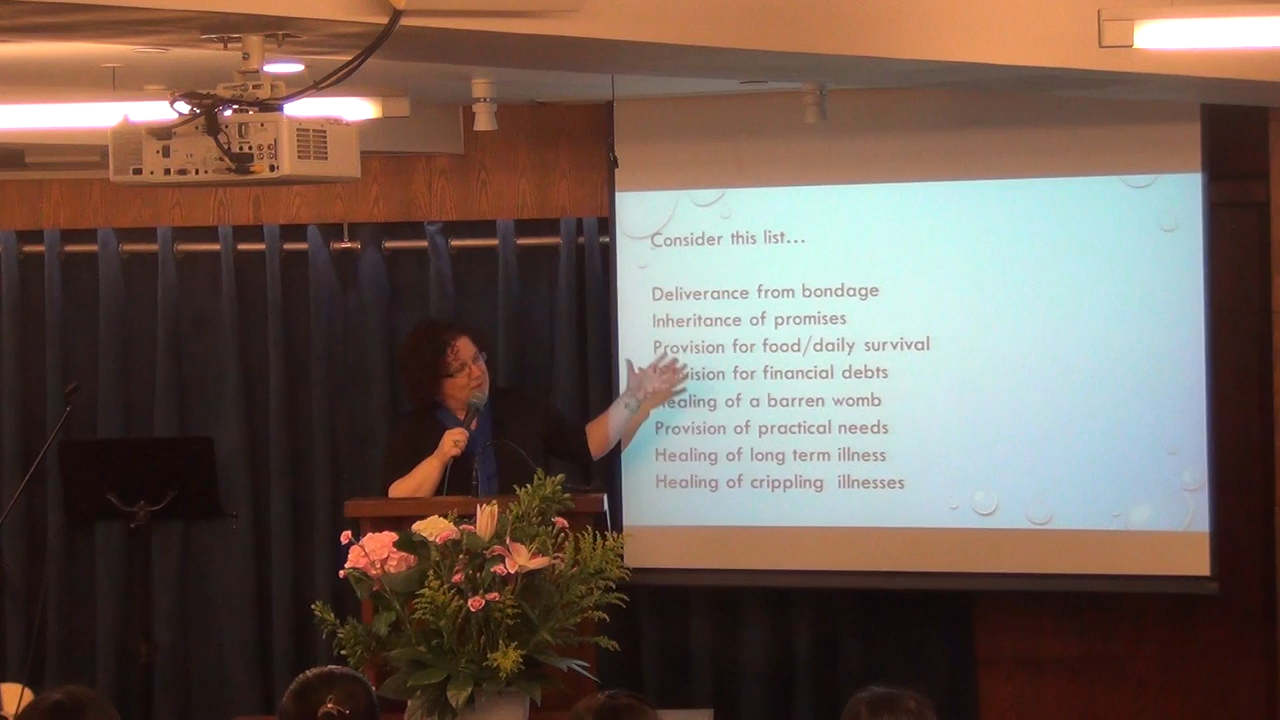 Consider this list...
Deliverance from bondage
Inheritance of promises
Provision for food/daily survival
Provision for financial debts
Healing of a barren womb
Provision of practical needs
Healing of long term illness
Healing of crippling illnesses